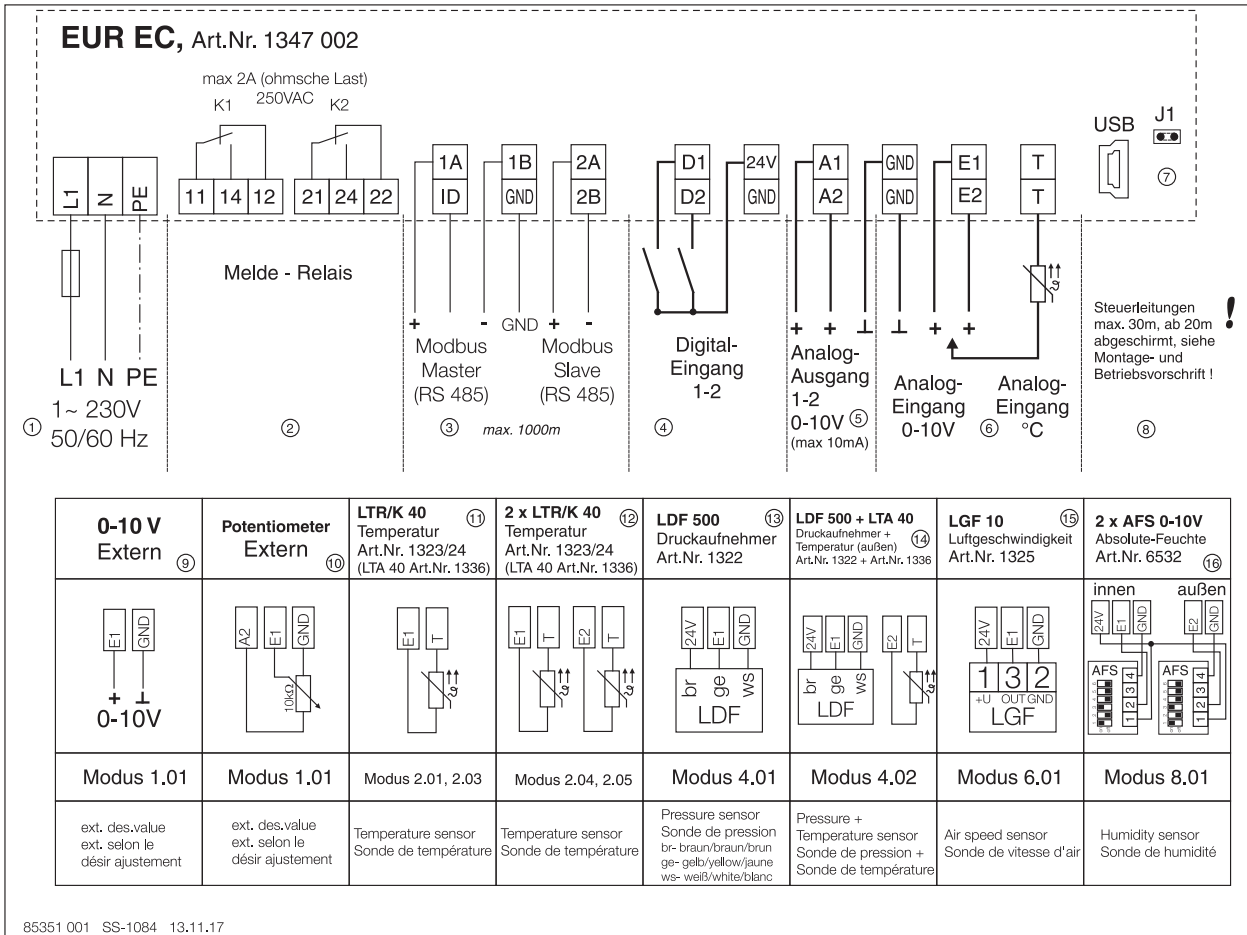 EUR EC, Art.Nr. 1347 002
max 2A (ohmsche Last)
250VAC
K1 K2
USB J1
L1 N PE
11 14 12
21 24 22
1A 1B 2A
ID GND 2B
D1 24V
D2 GND
A1 GND E1 T
A2 GND E2 T
⑦
Melde - Relais
+ - GND + -
Modbus
Master
(RS 485)
Modbus
Slave
(RS 485)
Digital-
Eingang
1-2
+ + ⊥ ⊥ + +
Analog-
Ausgang
1-2
0-10V ⑤
(max 10mA)
Analog-
Eingang
0-10V
Analog-
Eingang
°C
Steuerleitungen
max. 30m, ab 20m
abgeschirmt, siehe
Montage- und
Betriebsvorschrift !
!
L1 N PE
1~ 230V
50/60 Hz
① ② ③ max. 1000m ④ ⑥ ⑧
0-10 V
Extern ⑨
Potentiometer
Extern ⑩
LTR/K 40 ⑪
Temperatur
Art.Nr. 1323/24
(LTA 40 Art.Nr. 1336)
2 x LTR/K 40 ⑫
Temperatur
Art.Nr. 1323/24
(LTA 40 Art.Nr. 1336)
LDF 500 ⑬
Druckaufnehmer
Art.Nr. 1322
LDF 500 + LTA 40
Druckaufnehmer +
Temperatur (außen) ⑭
Art.Nr. 1322 + Art.Nr. 1336
LGF 10 ⑮
Luftgeschwindigkeit
Art.Nr. 1325
2 x AFS 0-10V
Absolute-Feuchte
Art.Nr. 6532 ⑯
E1 GND
+ ⊥
0-10V
A2 E1 GND
10kΩ
E1 T
E1 T E2 T
24V E1 GND
br ge ws
LDF
24V E1 GND E2 T
br ge ws
LDF
24V E1 GND
1 3 2
+U OUT GND
LGF
innen außen
24V E1 GND E2 GND
AFS 1 2 3 4
AFS 1 2 3 4
Modus 1.01
Modus 1.01
Modus 2.01, 2.03
Modus 2.04, 2.05
Modus 4.01
Modus 4.02
Modus 6.01
Modus 8.01
ext. des.value
ext. selon le
désir ajustement
ext. des.value
ext. selon le
désir ajustement
Temperature sensor
Sonde de température
Temperature sensor
Sonde de température
Pressure sensor
Sonde de pression
br- braun/braun/brun
ge- gelb/yellow/jaune
ws- weiß/white/blanc
Pressure +
Temperature sensor
Sonde de pression +
Sonde de température
Air speed sensor
Sonde de vitesse d'air
Humidity sensor
Sonde de humidité
85351 001 SS-1084 13.11.17